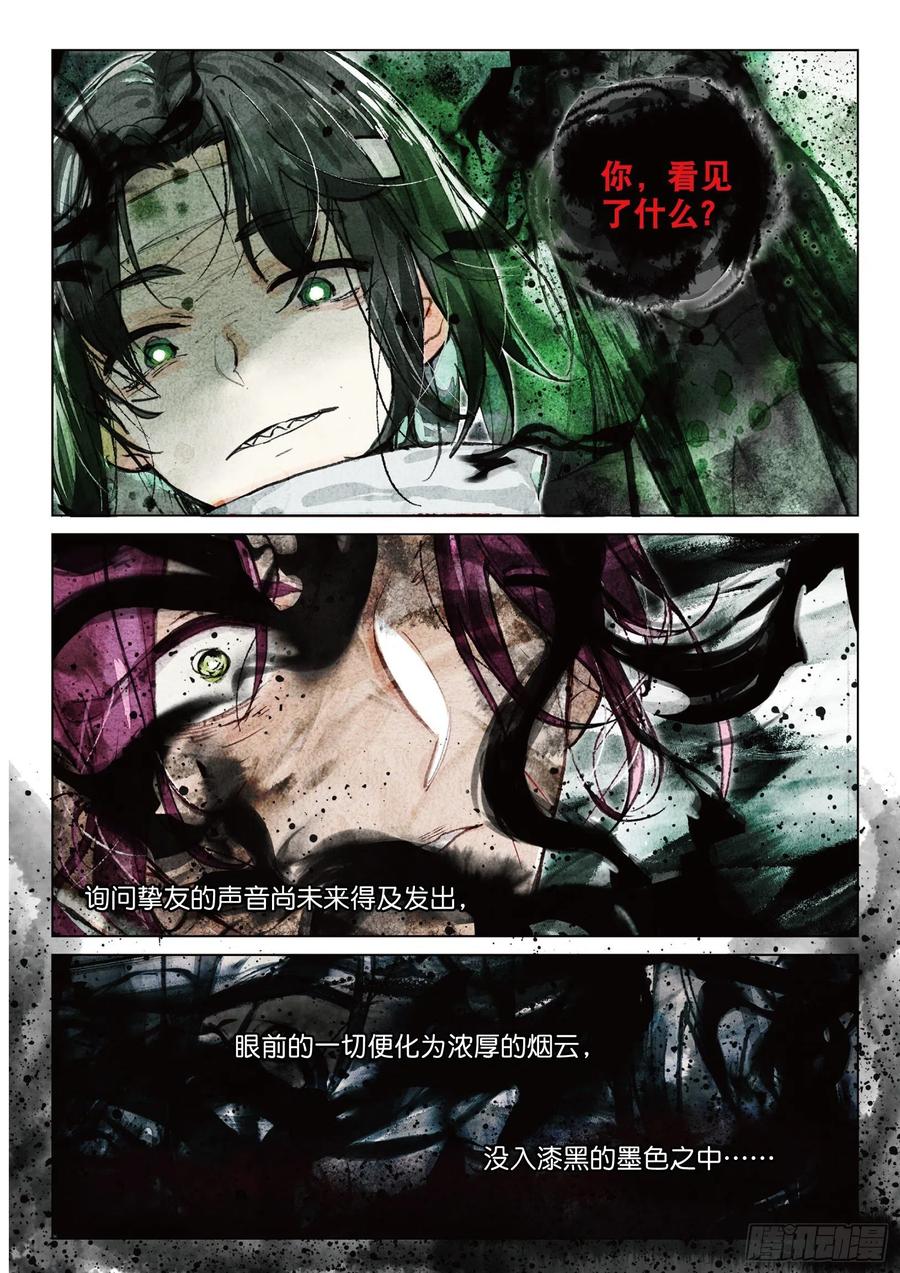 你，看见
了什么？
询问挚友的声音尚未来得及发出，
眼前的一切便化为浓厚的烟云，
没入漆黑的墨色之中……
腾讯动漫